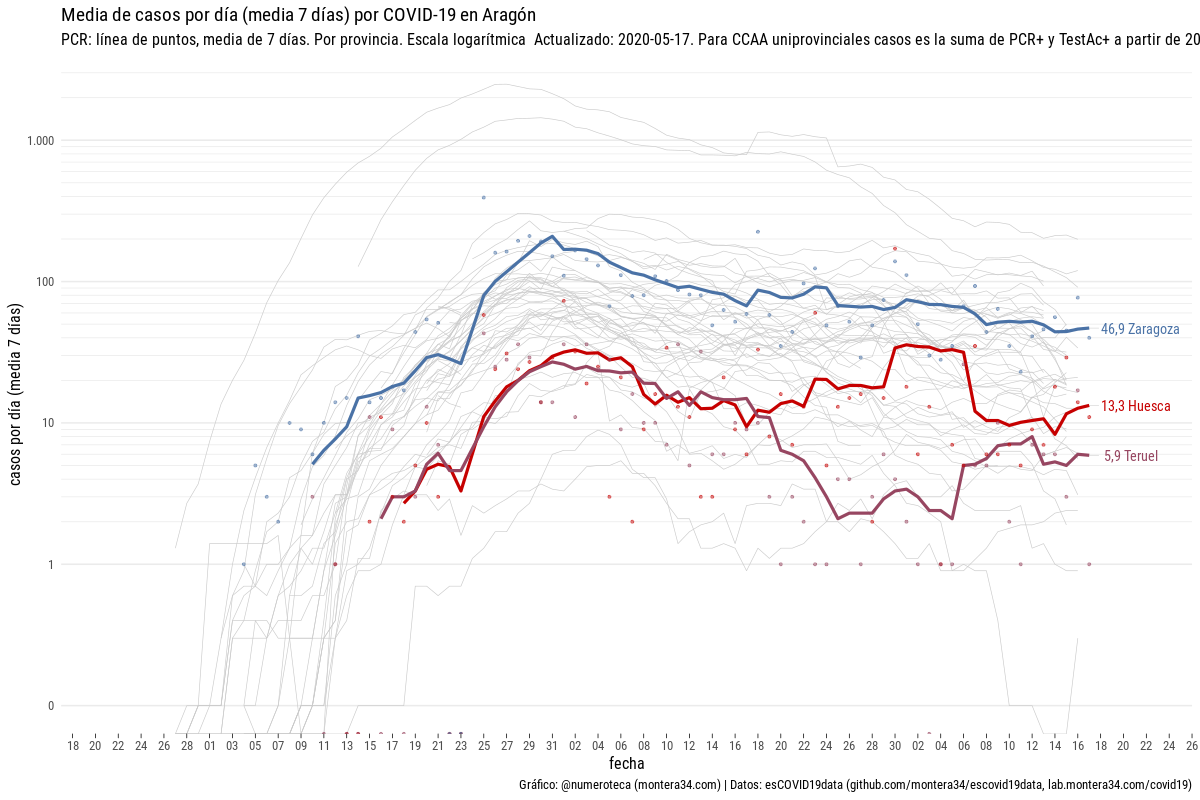 Media de casos por día (media 7 días) por COVID-19 en Aragón
PCR: línea de puntos, media de 7 días. Por provincia. Escala logarítmica  Actualizado: 2020-05-17. Para CCAA uniprovinciales casos es la suma de PCR+ y TestAc+ a partir de 20
casos por día (media 7 días)
1.000
100
10
1
0
46,9 Zaragoza
13,3 Huesca
5,9 Teruel
18 20 22 24 26 28 01 03 05 07 09 11 13 15 17 19 21 23 25 27 29 31 02 04 06 08 10 12 14 16 18 20 22 24 26 28 30 02 04 06 08 10 12 14 16 18 20 22 24 26
fecha
Gráfico: @numeroteca (montera34.com) | Datos: esCOVID19data (github.com/montera34/escovid19data, lab.montera34.com/covid19)